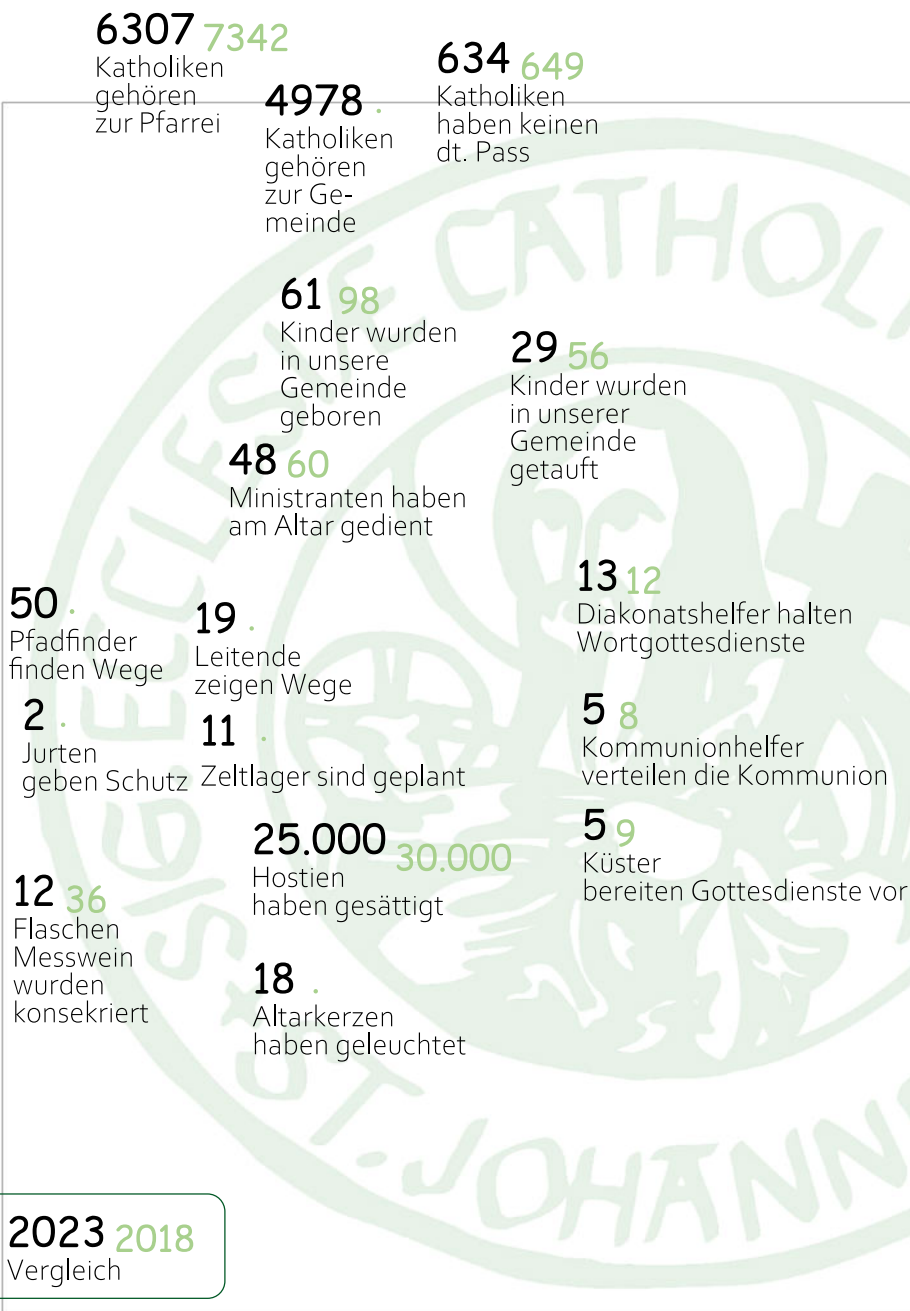 6307 7342
Katholiken
gehören
zur Pfarrei
4978 .
Katholiken
gehören
zur Ge-
meinde
634 649
Katholiken
haben keinen
dt. Pass
61 98
Kinder wurden
in unsere
Gemeinde
geboren
29 56
Kinder wurden
in unserer
Gemeinde
getauft
48 60
Ministranten haben
am Altar gedient
50 .
Pfadfinder
finden Wege
19 .
Leitende
zeigen Wege
2 .
Jurten
geben Schutz
11 .
Zeltlager sind geplant
13 12
Diakonatshelfer halten
Wortgottesdienste
5 8
Kommunionhelfer
verteilen die Kommunion
5 9
Küster
bereiten Gottesdienste vor
25.000 30.000
Hostien
haben gesättigt
12 36
Flaschen
Messwein
wurden
konsekriert
18 .
Altarkerzen
haben geleuchtet
2023 2018
Vergleich
SIG. ECCLESIÆ CATHOLI
ST. JOHANN